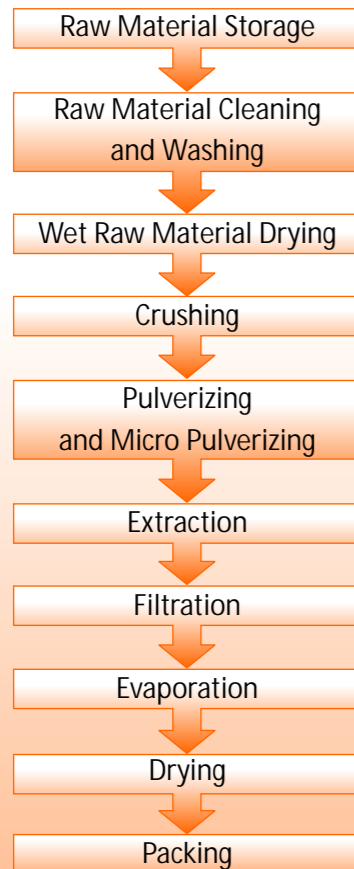 Raw Material Storage
Raw Material Cleaning
and Washing
Wet Raw Material Drying
Crushing
Pulverizing
and Micro Pulverizing
Extraction
Filtration
Evaporation
Drying
Packing